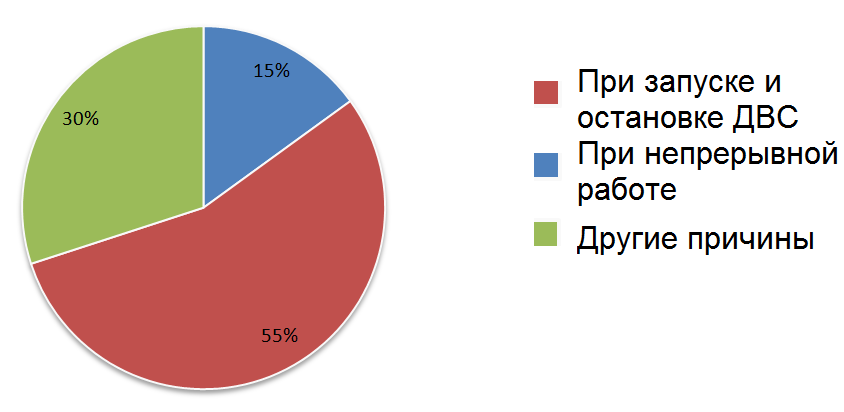 15%
30%
55%
При запуске и
остановке ДВС
При непрерывной
работе
Другие причины